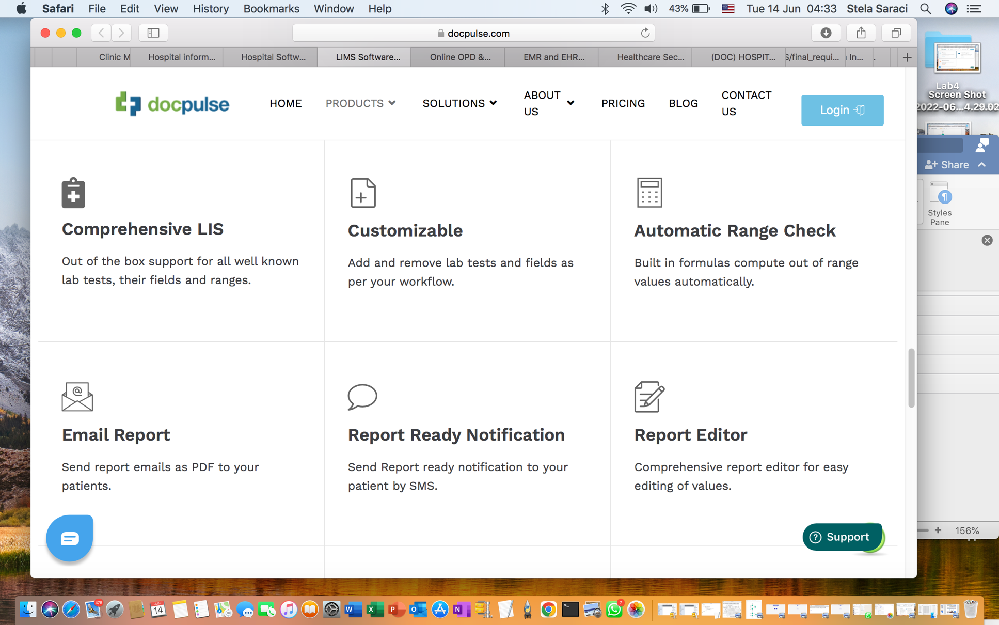 Safari File Edit View History Bookmarks Window Help 43% Tue 14 Jun 04:33 Stela Saraci
docpulse.com
Clinic M Hospital inform... Hospital Softw... LIMS Software... Online OPD &... EMR and EHR... Healthcare Sec... (DOC) HOSPIT... S/final_requi... In... .
docpulse
HOME
PRODUCTS
SOLUTIONS
ABOUT
US
PRICING
BLOG
CONTACT
US
Login
Comprehensive LIS
Out of the box support for all well known
lab tests, their fields and ranges.
Customizable
Add and remove lab tests and fields as
per your workflow.
Automatic Range Check
Built in formulas compute out of range
values automatically.
Email Report
Send report emails as PDF to your
patients.
Report Ready Notification
Send Report ready notification to your
patient by SMS.
Report Editor
Comprehensive report editor for easy
editing of values.
Support
Lab4
Screen Shot
2022-06...4.29.02
Share
Styles
Pane
156%
475
JUN
14
7